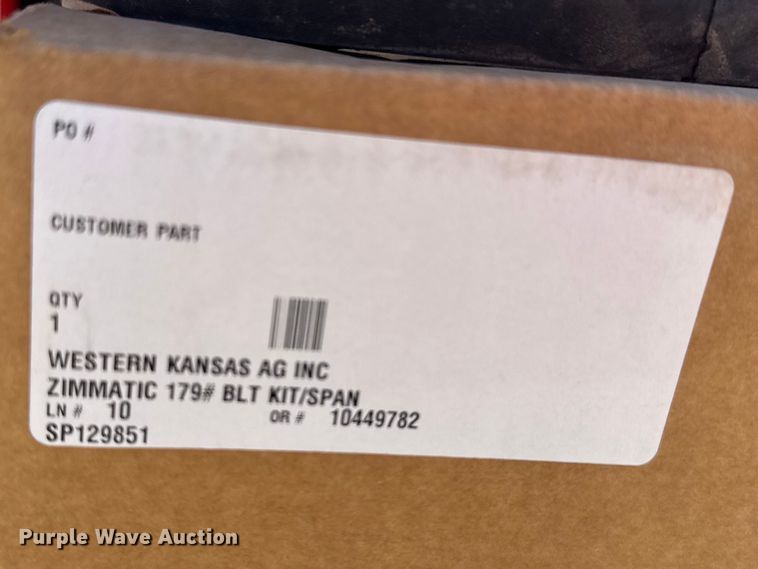 PO #
CUSTOMER PART
QTY
1
WESTERN KANSAS AG INC
ZIMMATIC 179# BLT KIT/SPAN
LN # 10 OR # 10449782
SP129851
Purple Wave Auction